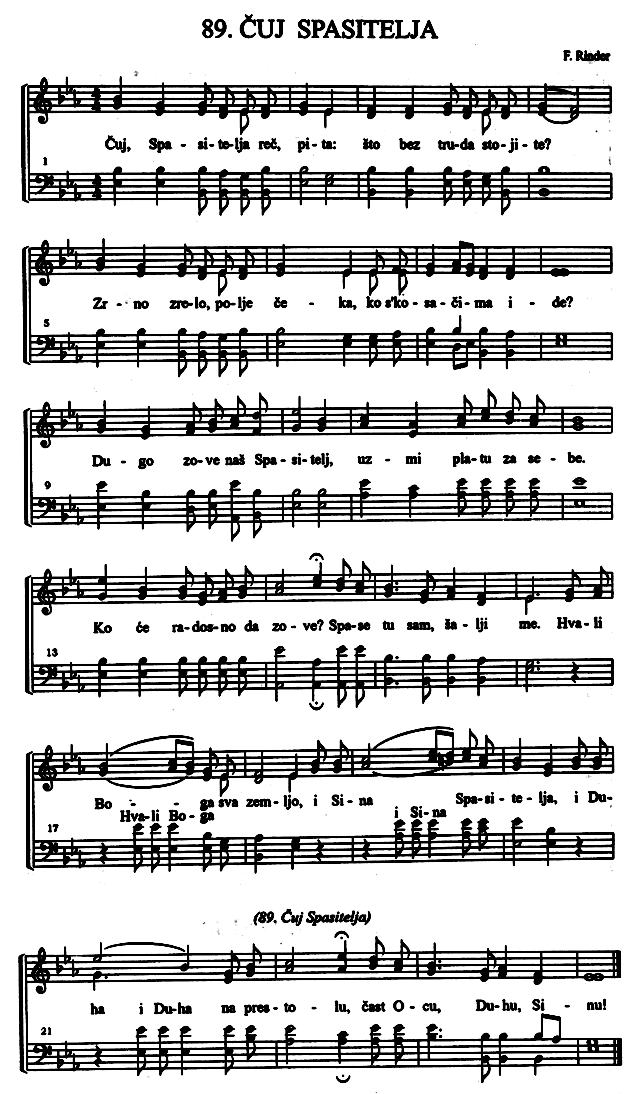 89. ČUJ SPASITELJA
F. Rinder
Čuj, Spa - si-te-lja reč, pi-ta: što bez tru-da sto-ji-te?
1
Zr - no zre-lo, po-lje če - ka, ko s'ko-sa-či-ma i - de?
5
Du - go zo-ve naš Spa-si-telj, uz - mi pla-tu za se - be.
9
Ko će ra-dos-no da zo-ve? Spa-se tu sam, ša-lji me. Hva-li
13
Bo - - ga sva zem-ljo, i Si-na Spa-si-te-lja, i Du-
Hva-li Bo-ga i Si-na
17
(89. Čuj Spasitelja)
ha i Du-ha na pres-to-lu, čast O-cu, Du-hu, Si - nu!
21